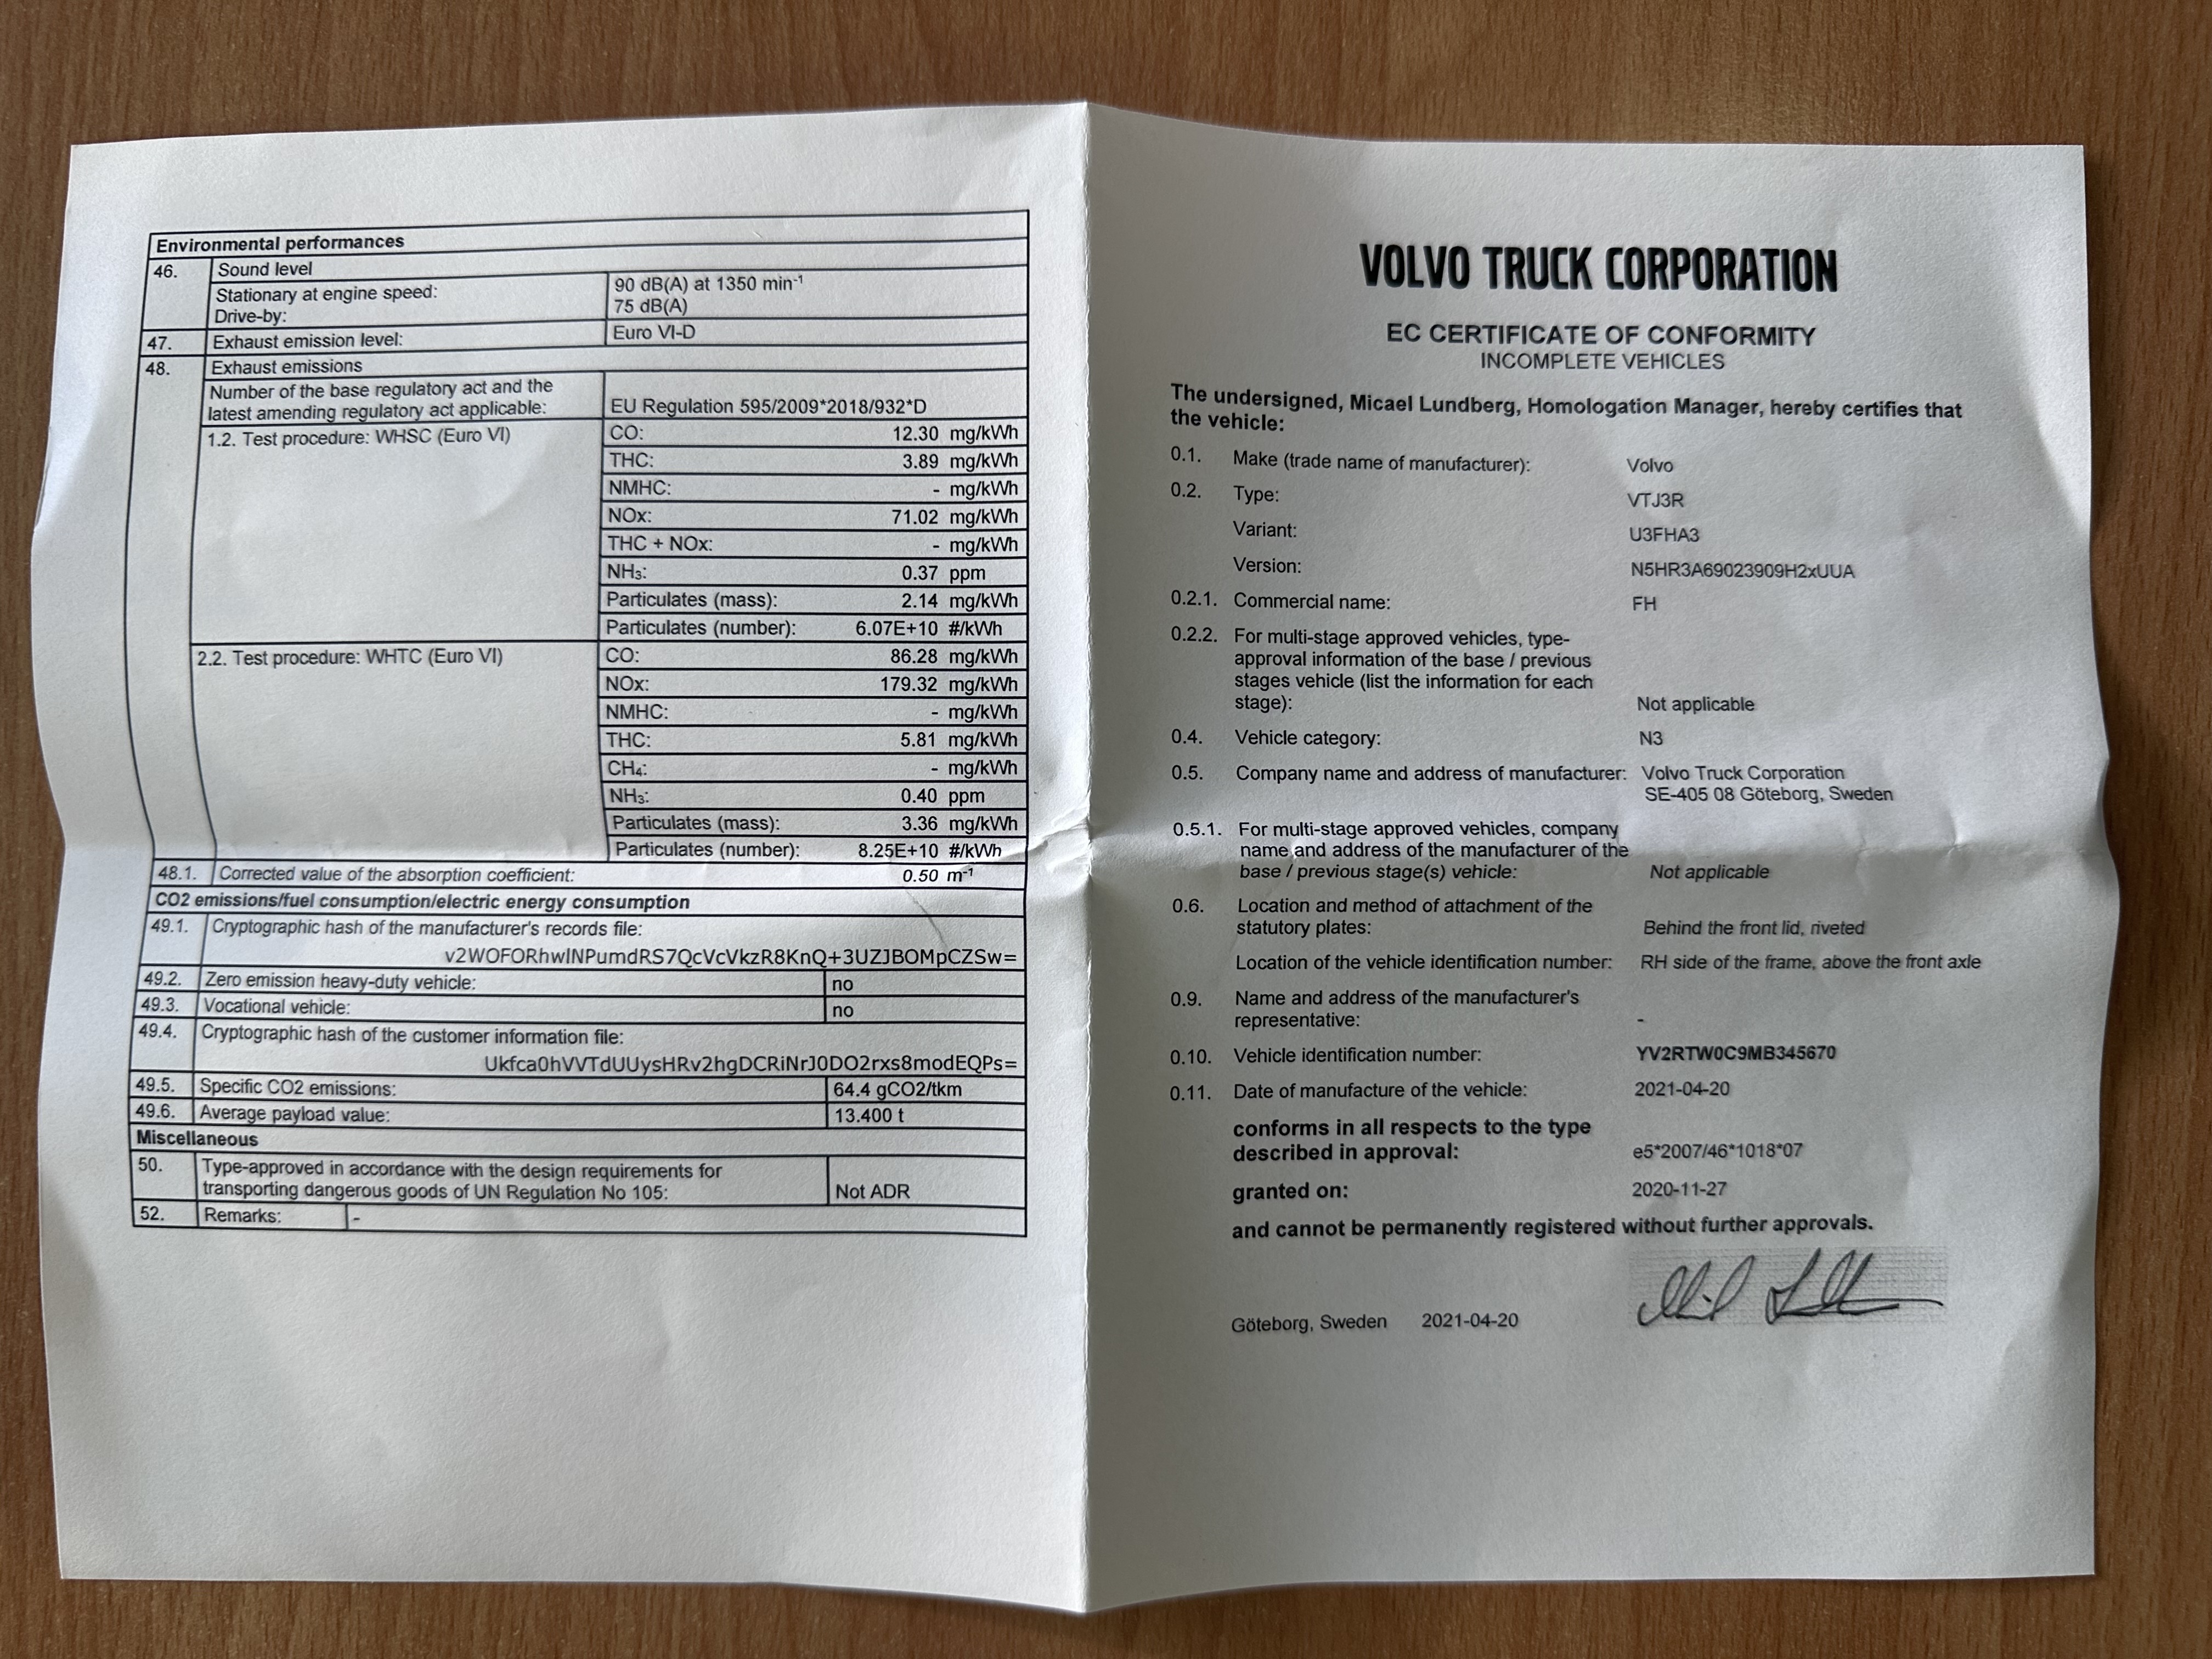 Environmental performances
46. Sound level
Stationary at engine speed: 90 dB(A) at 1350 min⁻¹
Drive-by: 75 dB(A)
47. Exhaust emission level: Euro VI-D
48. Exhaust emissions
Number of the base regulatory act and the
latest amending regulatory act applicable: EU Regulation 595/2009*2018/932*D
1.2. Test procedure: WHSC (Euro VI) CO: 12.30 mg/kWh
THC: 3.89 mg/kWh
NMHC: - mg/kWh
NOx: 71.02 mg/kWh
THC + NOx: - mg/kWh
NH₃: 0.37 ppm
Particulates (mass): 2.14 mg/kWh
Particulates (number): 6.07E+10 #/kWh
2.2. Test procedure: WHTC (Euro VI) CO: 86.28 mg/kWh
NOx: 179.32 mg/kWh
NMHC: - mg/kWh
THC: 5.81 mg/kWh
CH₄: - mg/kWh
NH₃: 0.40 ppm
Particulates (mass): 3.36 mg/kWh
Particulates (number): 8.25E+10 #/kWh
48.1. Corrected value of the absorption coefficient: 0.50 m⁻¹
CO2 emissions/fuel consumption/electric energy consumption
49.1. Cryptographic hash of the manufacturer's records file:
v2WOFORhwlNPumdRS7QcVcVkzR8KnQ+3UZJBOMpCZSw=
49.2. Zero emission heavy-duty vehicle: no
49.3. Vocational vehicle: no
49.4. Cryptographic hash of the customer information file:
Ukfca0hVVTdUUysHRv2hgDCRiNrJ0DO2rxs8modEQPs=
49.5. Specific CO2 emissions: 64.4 gCO2/tkm
49.6. Average payload value: 13.400 t
Miscellaneous
50. Type-approved in accordance with the design requirements for
transporting dangerous goods of UN Regulation No 105: Not ADR
52. Remarks: -
VOLVO TRUCK CORPORATION
EC CERTIFICATE OF CONFORMITY
INCOMPLETE VEHICLES
The undersigned, Micael Lundberg, Homologation Manager, hereby certifies that
the vehicle:
0.1. Make (trade name of manufacturer): Volvo
0.2. Type: VTJ3R
Variant: U3FHA3
Version: N5HR3A69023909H2xUUA
0.2.1. Commercial name: FH
0.2.2. For multi-stage approved vehicles, type-
approval information of the base / previous
stages vehicle (list the information for each
stage): Not applicable
0.4. Vehicle category: N3
0.5. Company name and address of manufacturer: Volvo Truck Corporation
SE-405 08 Göteborg, Sweden
0.5.1. For multi-stage approved vehicles, company
name and address of the manufacturer of the
base / previous stage(s) vehicle: Not applicable
0.6. Location and method of attachment of the
statutory plates: Behind the front lid, riveted
Location of the vehicle identification number: RH side of the frame, above the front axle
0.9. Name and address of the manufacturer's
representative: -
0.10. Vehicle identification number: YV2RTW0C9MB345670
0.11. Date of manufacture of the vehicle: 2021-04-20
conforms in all respects to the type
described in approval: e5*2007/46*1018*07
granted on: 2020-11-27
and cannot be permanently registered without further approvals.
Göteborg, Sweden 2021-04-20